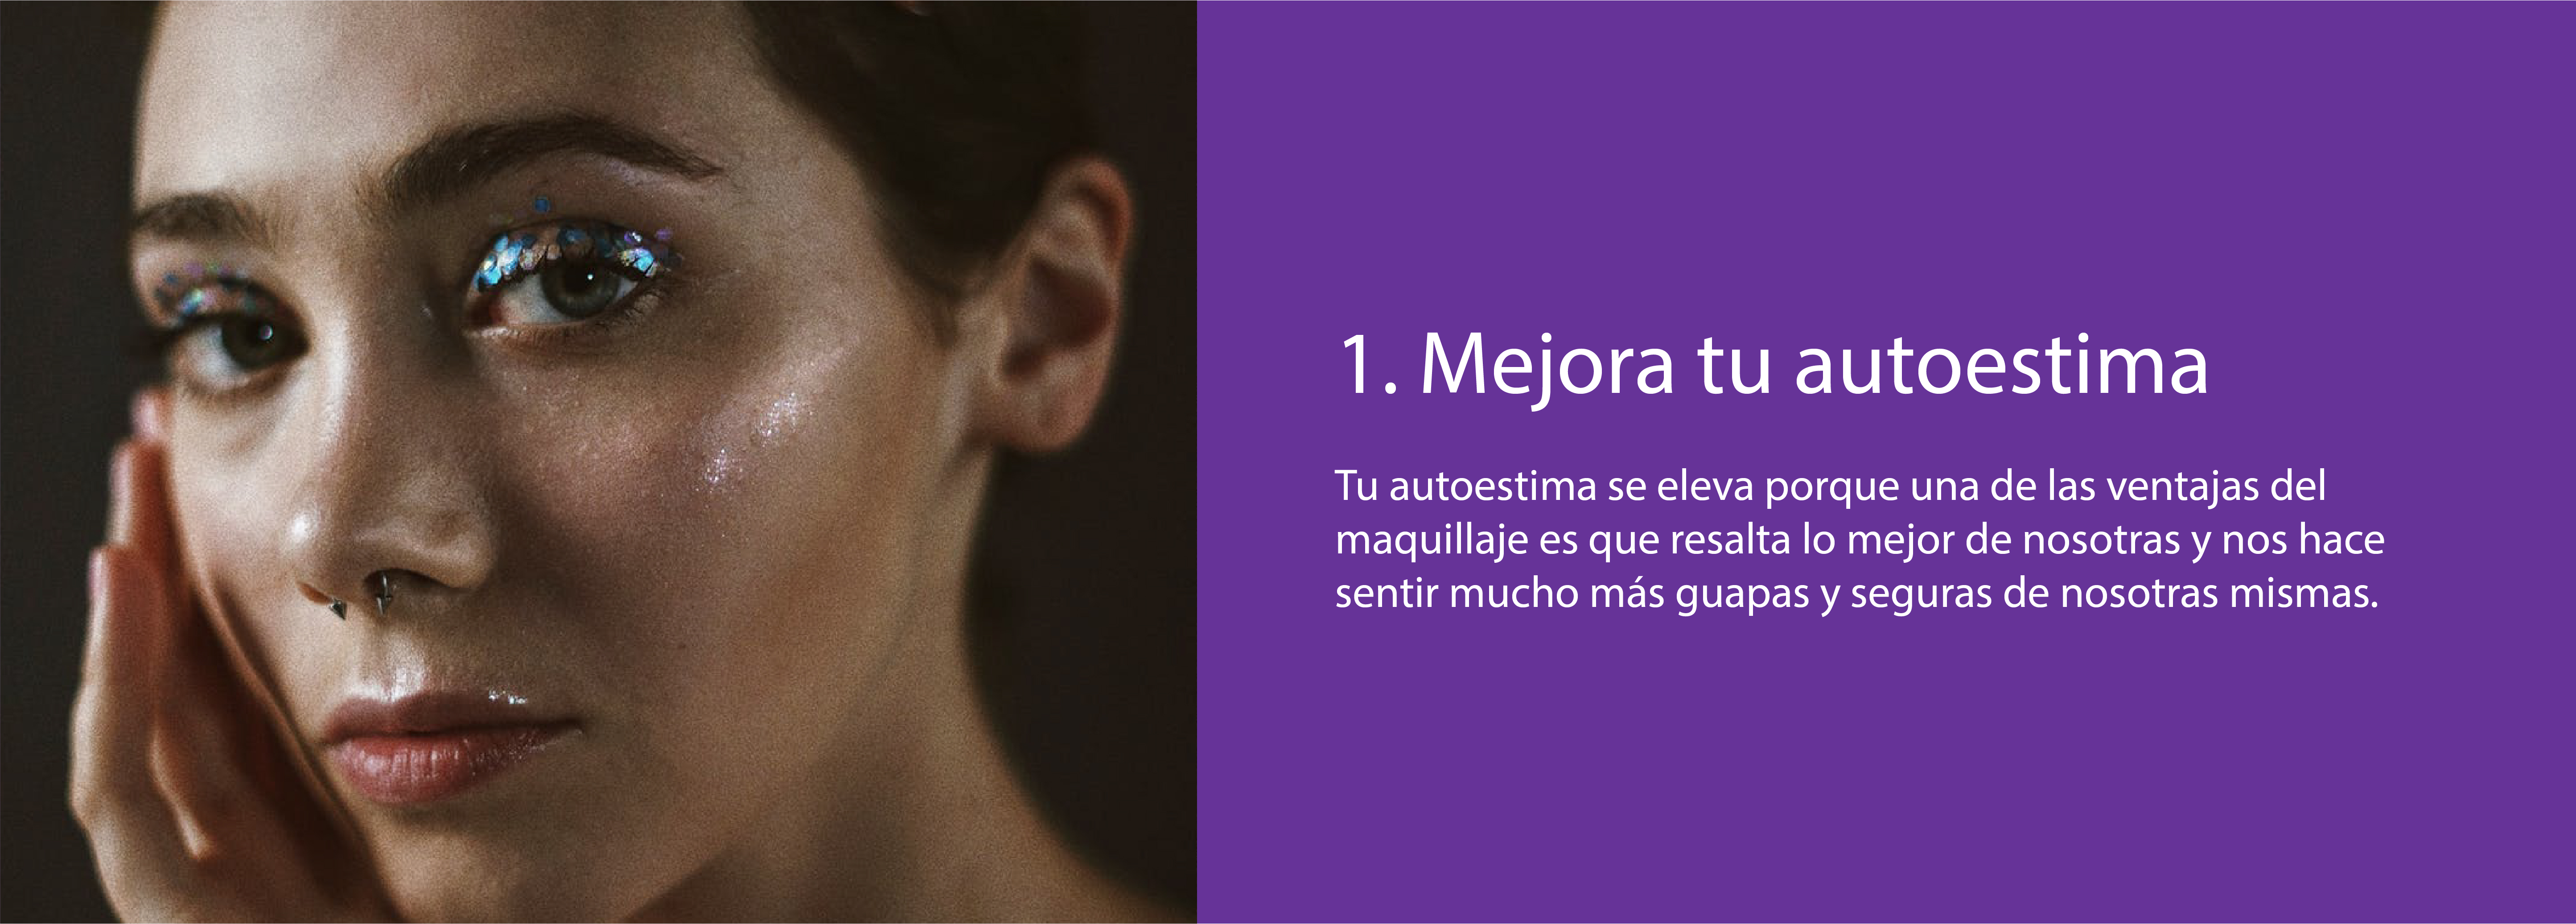 1. Mejora tu autoestima
Tu autoestima se eleva porque una de las ventajas del
maquillaje es que resalta lo mejor de nosotras y nos hace
sentir mucho más guapas y seguras de nosotras mismas.